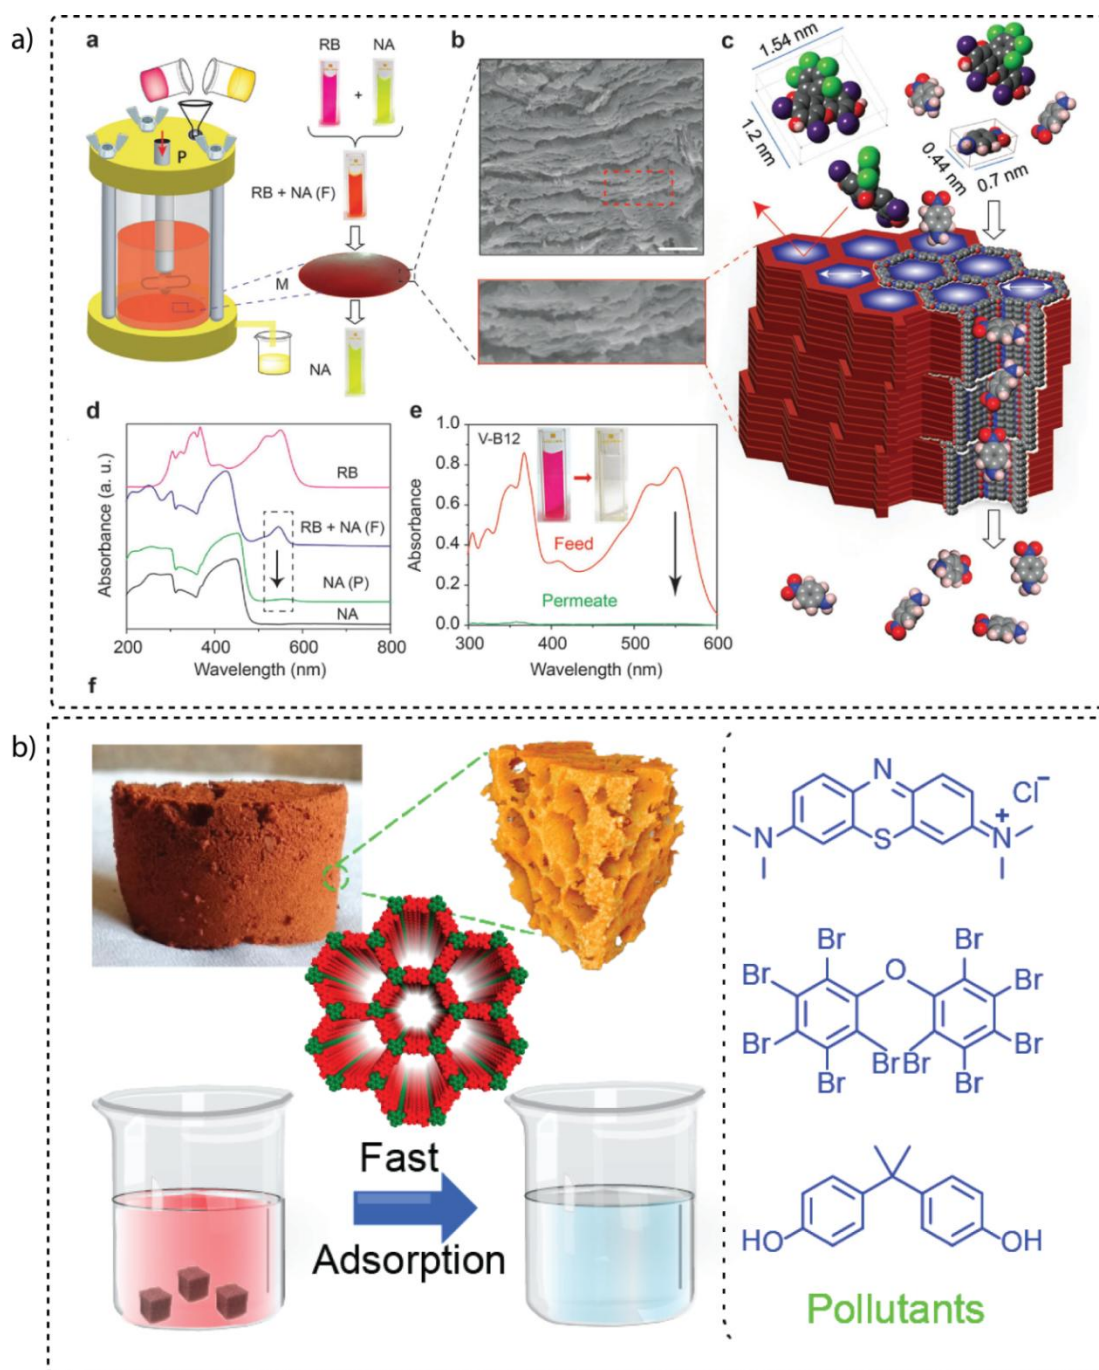 a)
a
RB
NA
+
P
RB + NA (F)
M
NA
b
c
1.54 nm
1.2 nm
0.44 nm
0.7 nm
d
Absorbance (a. u.)
RB
RB + NA (F)
NA (P)
NA
200
400
600
800
Wavelength (nm)
e
Absorbance
1.0
0.8
0.6
0.4
0.2
0.0
V-B12
Feed
Permeate
300
400
500
600
Wavelength (nm)
f
b)
Fast
Adsorption
N
Cl−
N
S
+
N
Br
O
Br
Br
Br
Br
Br
Br
Br
Br
Br
HO
OH
Pollutants